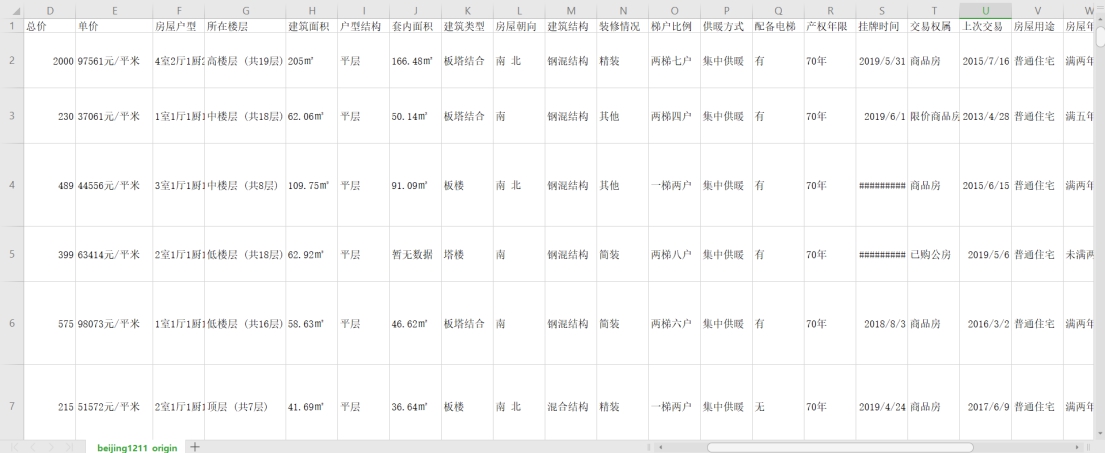 D E F G H I J K L M N O P Q R S T U V W
1 总价 单价 房屋户型 所在楼层 建筑面积 户型结构 套内面积 建筑类型 房屋朝向 建筑结构 装修情况 梯户比例 供暖方式 配备电梯 产权年限 挂牌时间 交易权属 上次交易 房屋用途 房屋年
2 2000 97561元/平米 4室2厅1厨2 高楼层 (共19层) 205㎡ 平层 166.48㎡ 板塔结合 南 北 钢混结构 精装 两梯七户 集中供暖 有 70年 2019/5/31 商品房 2015/7/16 普通住宅 满两年
3 230 37061元/平米 1室1厅1厨1 中楼层 (共18层) 62.06㎡ 平层 50.14㎡ 板塔结合 南 钢混结构 其他 两梯四户 集中供暖 有 70年 2019/6/1 限价商品房 2013/4/28 普通住宅 满五年
4 489 44556元/平米 3室1厅1厨1 中楼层 (共8层) 109.75㎡ 平层 91.09㎡ 板楼 南 北 钢混结构 其他 一梯两户 集中供暖 有 70年 ######### 商品房 2015/6/15 普通住宅 满两年
5 399 63414元/平米 2室1厅1厨1 低楼层 (共18层) 62.92㎡ 平层 暂无数据 塔楼 南 钢混结构 简装 两梯八户 集中供暖 有 70年 ######### 已购公房 2019/5/6 普通住宅 未满两
6 575 98073元/平米 1室1厅1厨1 低楼层 (共16层) 58.63㎡ 平层 46.62㎡ 板塔结合 南 钢混结构 简装 两梯六户 集中供暖 有 70年 2018/8/3 商品房 2016/3/2 普通住宅 满两年
7 215 51572元/平米 2室1厅1厨1 顶层 (共7层) 41.69㎡ 平层 36.64㎡ 板楼 南 北 混合结构 精装 一梯两户 集中供暖 无 70年 2019/4/24 商品房 2017/6/9 普通住宅 满两年
beijing1211_origin